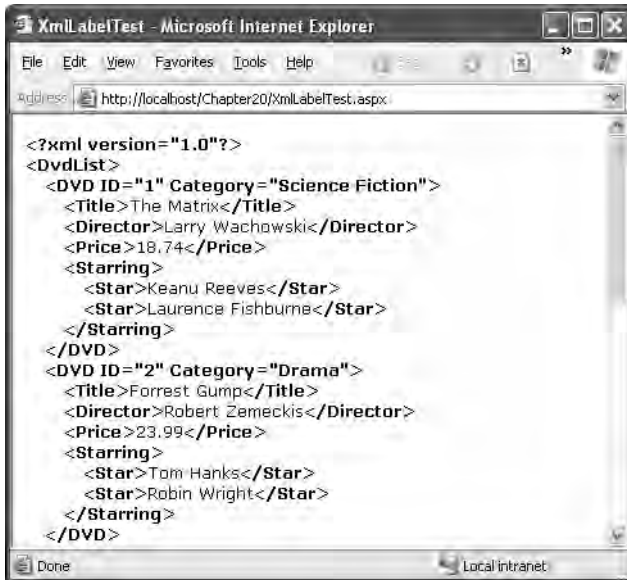 XmlLabelTest - Microsoft Internet Explorer
File Edit View Favorites Tools Help
Address http://localhost/Chapter20/XmlLabelTest.aspx
<?xml version="1.0"?>
<DvdList>
<DVD ID="1" Category="Science Fiction">
<Title>The Matrix</Title>
<Director>Larry Wachowski</Director>
<Price>18.74</Price>
<Starring>
<Star>Keanu Reeves</Star>
<Star>Laurence Fishburne</Star>
</Starring>
</DVD>
<DVD ID="2" Category="Drama">
<Title>Forrest Gump</Title>
<Director>Robert Zemeckis</Director>
<Price>23.99</Price>
<Starring>
<Star>Tom Hanks</Star>
<Star>Robin Wright</Star>
</Starring>
</DVD>
Done Local intranet